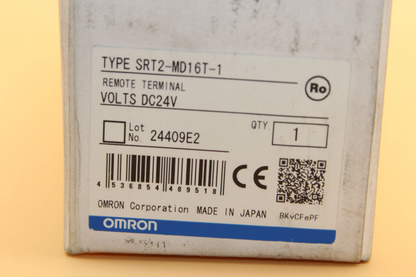 TYPE SRT2-MD16T-1
REMOTE TERMINAL
VOLTS DC24V
Ro
Lot No. 24409E2
QTY. 1
4 536854 489518
CE
OMRON Corporation MADE IN JAPAN
BKvCFePF
OMRON